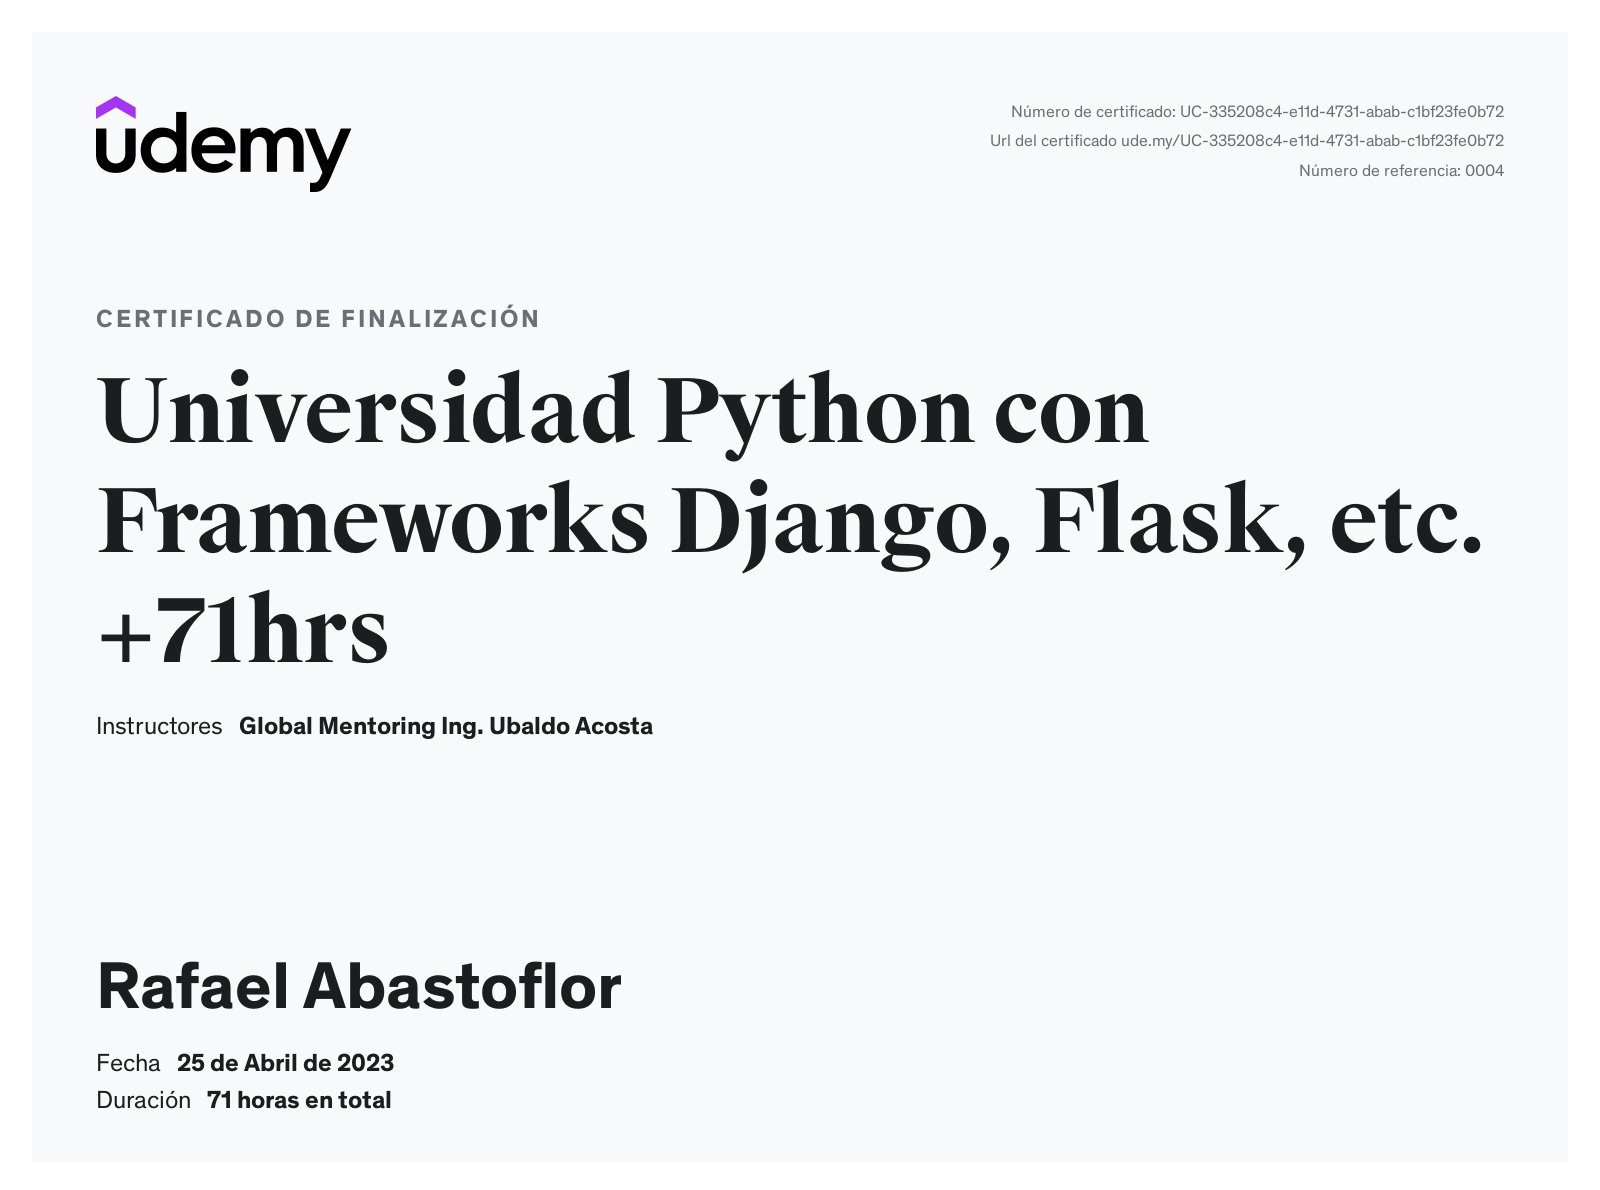 udemy
Número de certificado: UC-335208c4-e11d-4731-abab-c1bf23fe0b72
Url del certificado ude.my/UC-335208c4-e11d-4731-abab-c1bf23fe0b72
Número de referencia: 0004
CERTIFICADO DE FINALIZACIÓN
Universidad Python con
Frameworks Django, Flask, etc.
+71hrs
Instructores Global Mentoring Ing. Ubaldo Acosta
Rafael Abastoflor
Fecha 25 de Abril de 2023
Duración 71 horas en total